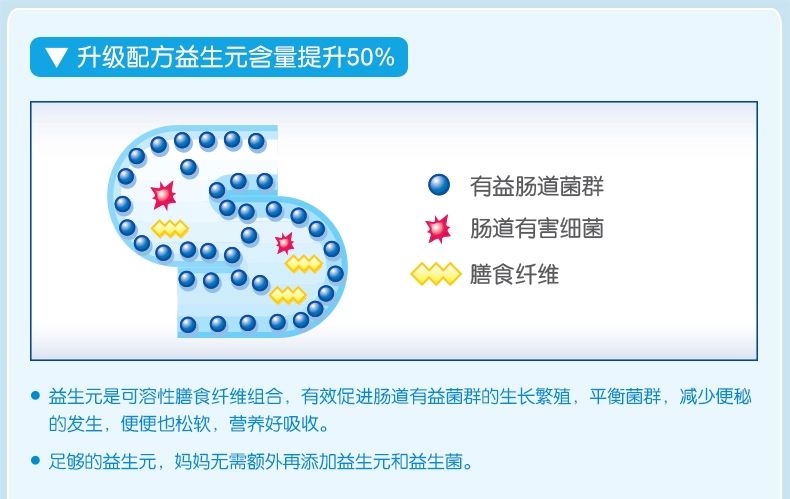 ▼ 升级配方益生元含量提升50%
有益肠道菌群
肠道有害细菌
膳食纤维
● 益生元是可溶性膳食纤维组合，有效促进肠道有益菌群的生长繁殖，平衡菌群，减少便秘
的发生，便便也松软，营养好吸收。
● 足够的益生元，妈妈无需额外再添加益生元和益生菌。